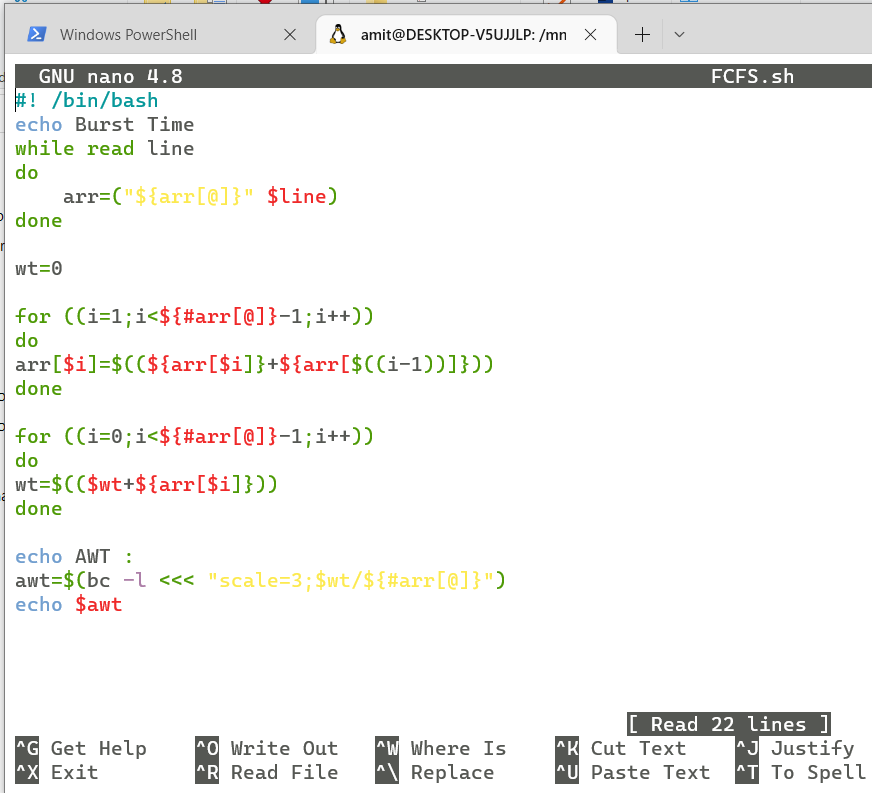 Windows PowerShell
amit@DESKTOP-V5UJJLP: /mn
GNU nano 4.8 FCFS.sh
#! /bin/bash
echo Burst Time
while read line
do
    arr=("${arr[@]}" $line)
done
wt=0
for ((i=1;i<${#arr[@]}-1;i++))
do
arr[$i]=$((${arr[$i]}+${arr[$((i-1))]}))
done
for ((i=0;i<${#arr[@]}-1;i++))
do
wt=$(($wt+${arr[$i]}))
done
echo AWT :
awt=$(bc -l <<< "scale=3;$wt/${#arr[@]}")
echo $awt
[ Read 22 lines ]
^G Get Help ^O Write Out ^W Where Is ^K Cut Text ^J Justify
^X Exit ^R Read File ^\ Replace ^U Paste Text ^T To Spell